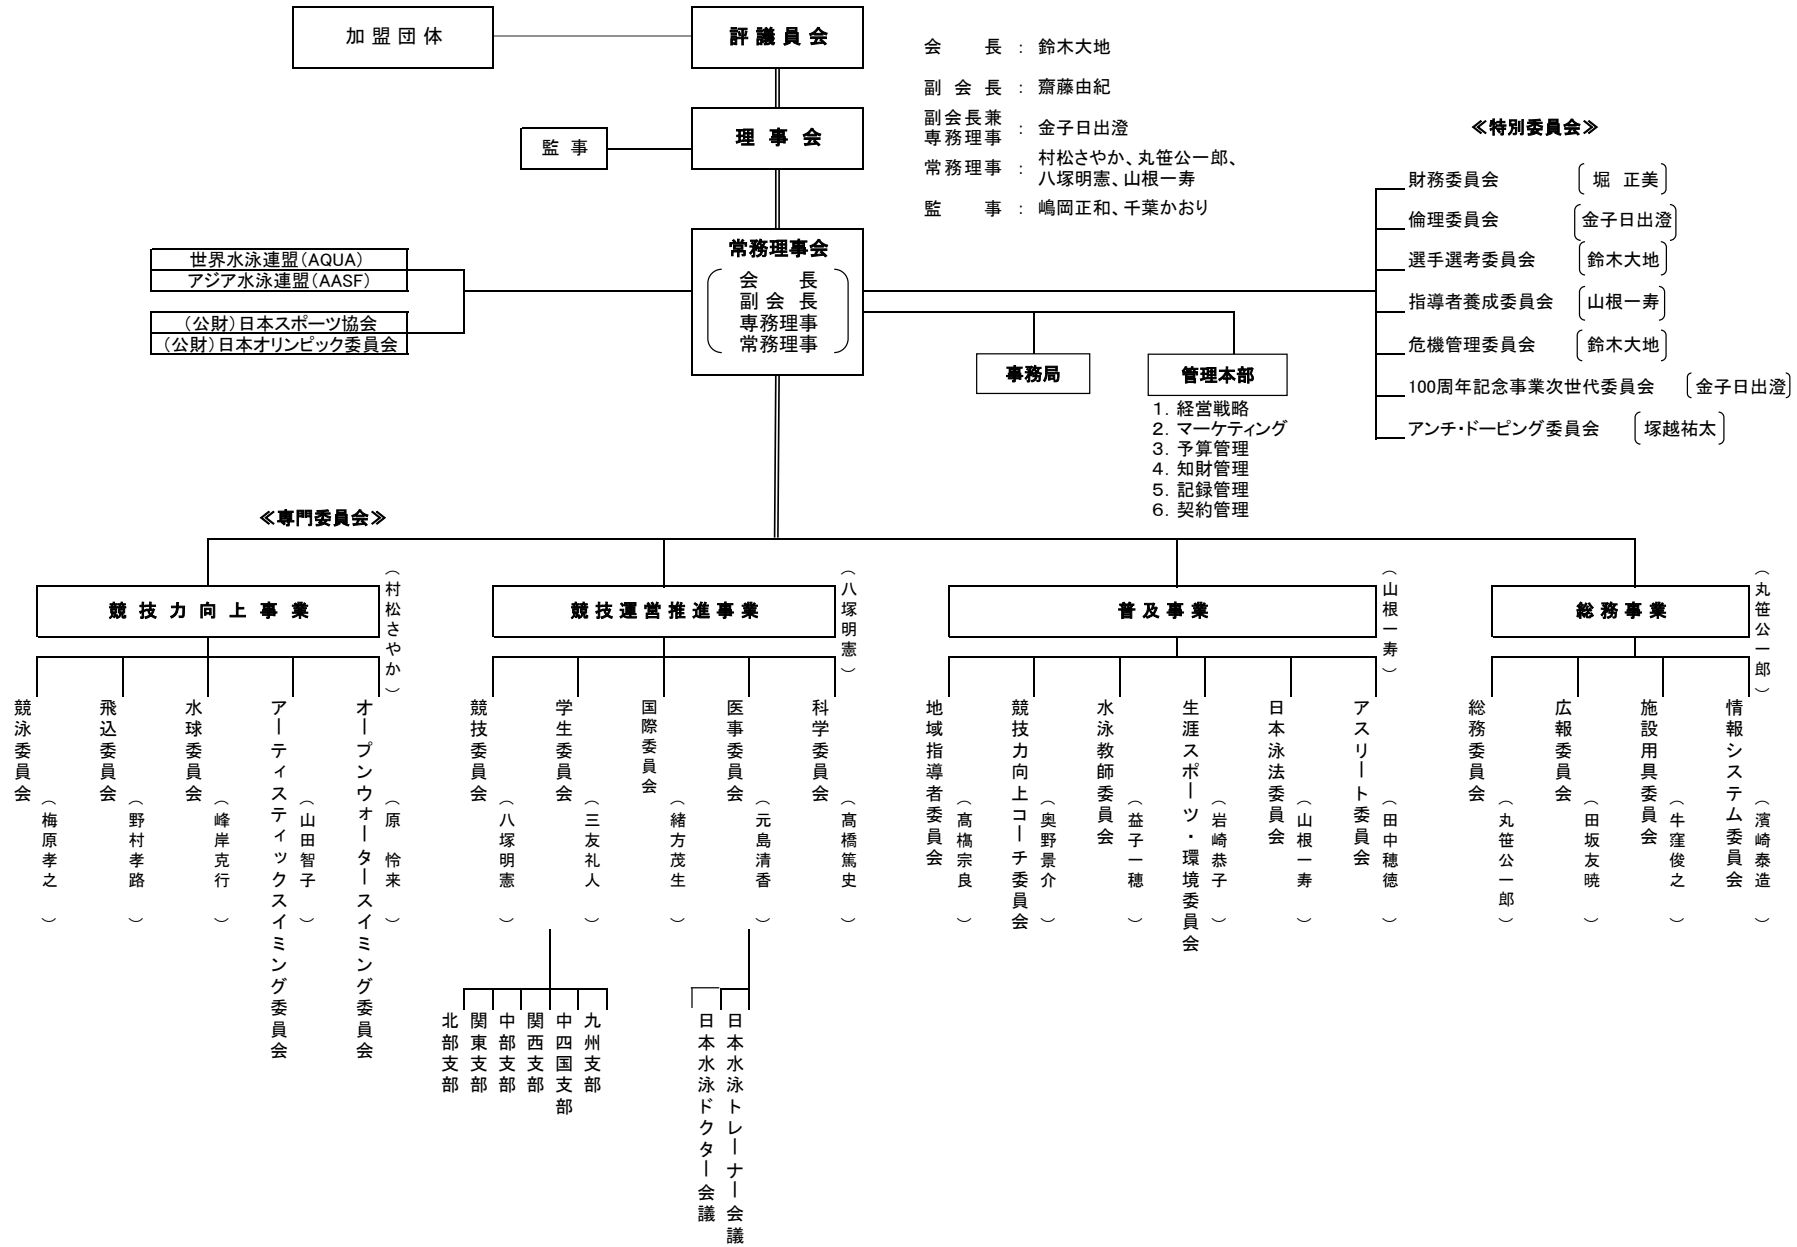 加盟団体
評議員会
理事会
監事
会長：鈴木大地
副会長：齋藤由紀
副会長兼
専務理事：金子日出澄
常務理事：村松さやか、丸笹公一郎、
八塚明憲、山根一寿
監事：嶋岡正和、千葉かおり
常務理事会
会長
副会長
専務理事
常務理事
世界水泳連盟(AQUA)
アジア水泳連盟(AASF)
(公財)日本スポーツ協会
(公財)日本オリンピック委員会
≪特別委員会≫
財務委員会 〔堀 正美〕
倫理委員会 〔金子日出澄〕
選手選考委員会 〔鈴木大地〕
指導者養成委員会 〔山根一寿〕
危機管理委員会 〔鈴木大地〕
100周年記念事業次世代委員会 〔金子日出澄〕
アンチ・ドーピング委員会 〔塚越祐太〕
事務局
管理本部
1. 経営戦略
2. マーケティング
3. 予算管理
4. 知財管理
5. 記録管理
6. 契約管理
≪専門委員会≫
競技力向上事業
（村松さやか）
競泳委員会
（梅原孝之）
飛込委員会
（野村孝路）
水球委員会
（峰岸克行）
アーティスティックスイミング委員会
（山田智子）
オープンウォータースイミング委員会
（原 怜来）
競技運営推進事業
（八塚明憲）
競技委員会
（八塚明憲）
学生委員会
（三友礼人）
国際委員会
（緒方茂生）
医事委員会
（元島清香）
科学委員会
（髙橋篤史）
北部支部
関東支部
中部支部
関西支部
中四国支部
九州支部
日本水泳ドクター会議
日本水泳トレーナー会議
普及事業
（山根一寿）
地域指導者委員会
（髙橋宗良）
競技力向上コーチ委員会
（奥野景介）
水泳教師委員会
（益子一穂）
生涯スポーツ・環境委員会
（岩崎恭子）
日本泳法委員会
（山根一寿）
アスリート委員会
（田中穂徳）
総務事業
（丸笹公一郎）
総務委員会
（丸笹公一郎）
広報委員会
（田坂友暁）
施設用具委員会
（牛窪俊之）
情報システム委員会
（濱崎泰造）